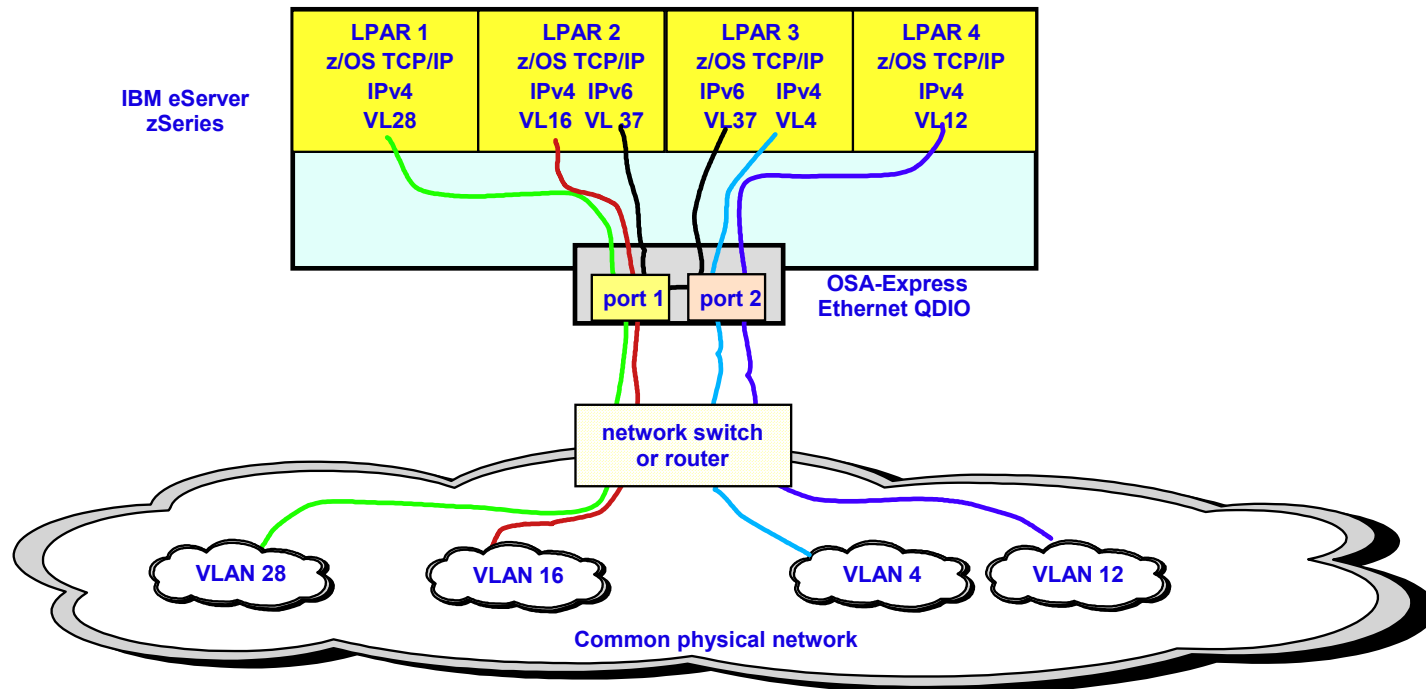 IBM eServer
zSeries
LPAR 1
z/OS TCP/IP
IPv4
VL28
LPAR 2
z/OS TCP/IP
IPv4 IPv6
VL16 VL 37
LPAR 3
z/OS TCP/IP
IPv6 IPv4
VL37 VL4
LPAR 4
z/OS TCP/IP
IPv4
VL12
port 1
port 2
OSA-Express
Ethernet QDIO
network switch
or router
VLAN 28
VLAN 16
VLAN 4
VLAN 12
Common physical network